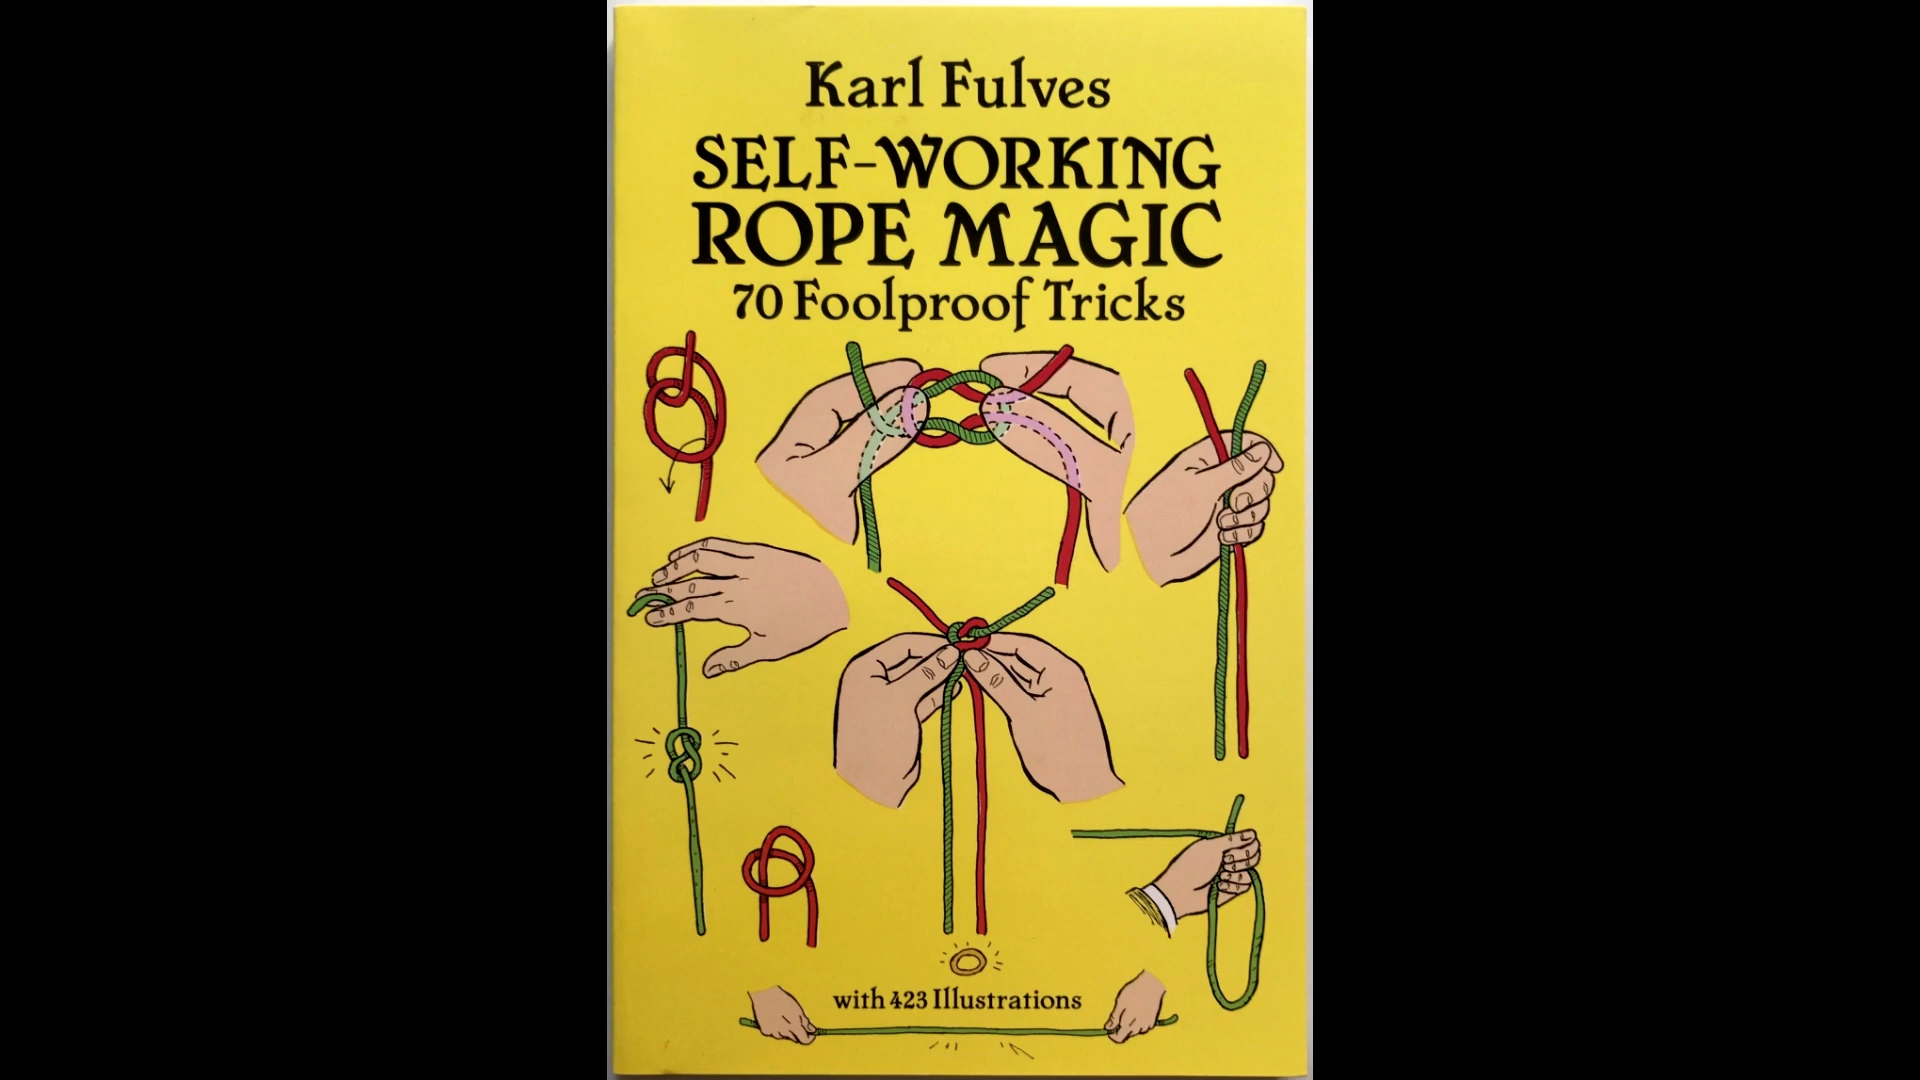 Karl Fulves
SELF-WORKING
ROPE MAGIC
70 Foolproof Tricks
with 423 Illustrations